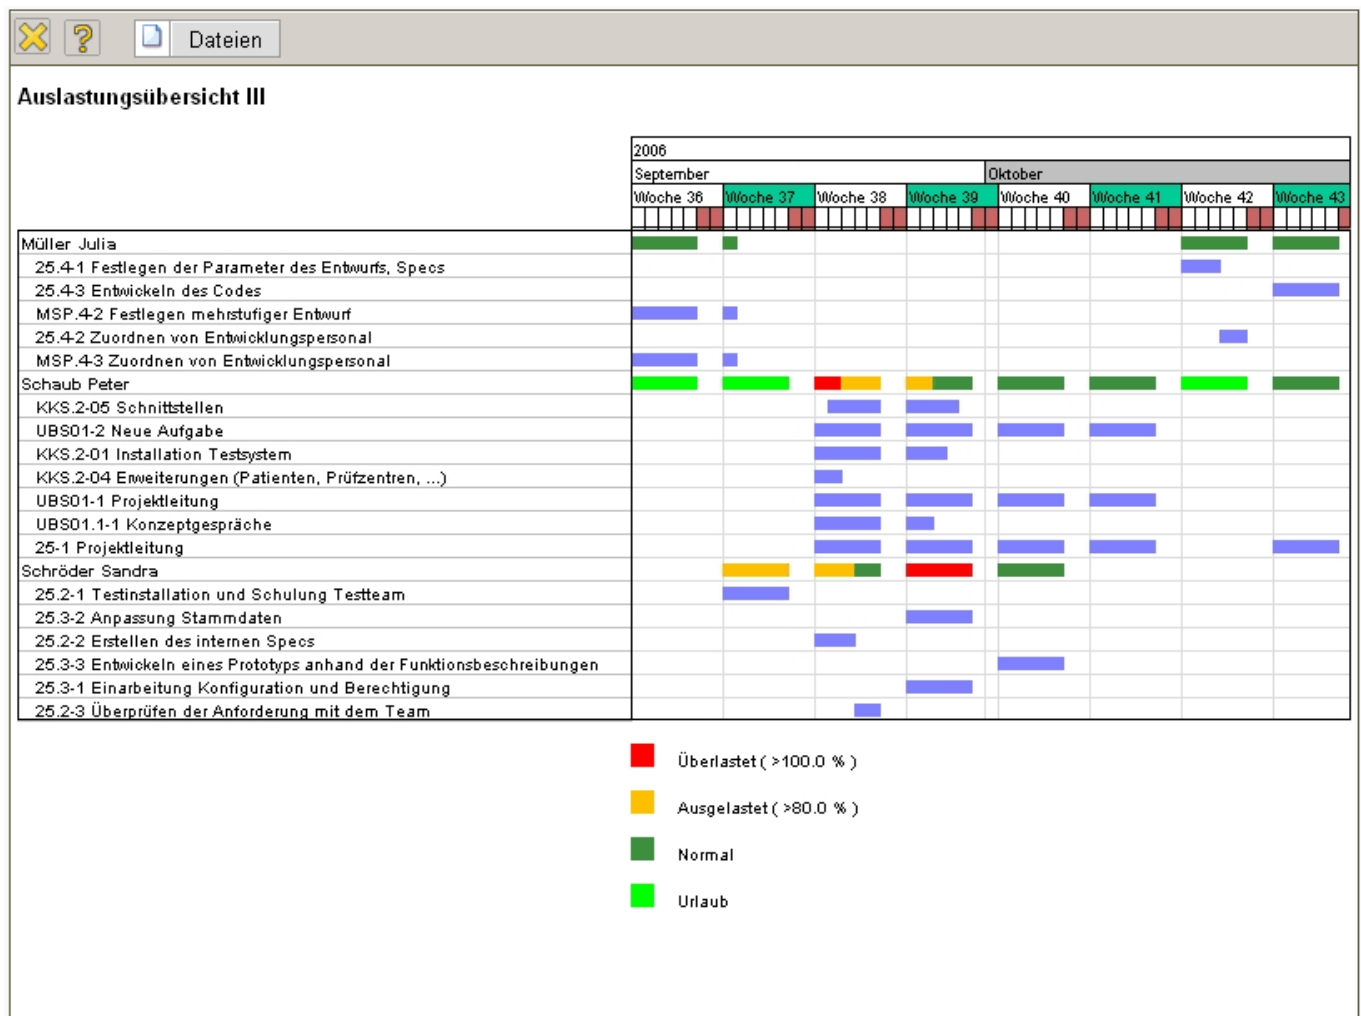 Dateien
Auslastungsübersicht III
2006
September Oktober
Woche 36 Woche 37 Woche 38 Woche 39 Woche 40 Woche 41 Woche 42 Woche 43
Müller Julia
25.4-1 Festlegen der Parameter des Entwurfs, Specs
25.4-3 Entwickeln des Codes
MSP.4-2 Festlegen mehrstufiger Entwurf
25.4-2 Zuordnen von Entwicklungspersonal
MSP.4-3 Zuordnen von Entwicklungspersonal
Schaub Peter
KKS.2-05 Schnittstellen
UBS01-2 Neue Aufgabe
KKS.2-01 Installation Testsystem
KKS.2-04 Erweiterungen (Patienten, Prüfzentren, ...)
UBS01-1 Projektleitung
UBS01.1-1 Konzeptgespräche
25-1 Projektleitung
Schröder Sandra
25.2-1 Testinstallation und Schulung Testteam
25.3-2 Anpassung Stammdaten
25.2-2 Erstellen des internen Specs
25.3-3 Entwickeln eines Prototyps anhand der Funktionsbeschreibungen
25.3-1 Einarbeitung Konfiguration und Berechtigung
25.2-3 Überprüfen der Anforderung mit dem Team
Überlastet ( >100.0 % )
Ausgelastet ( >80.0 % )
Normal
Urlaub